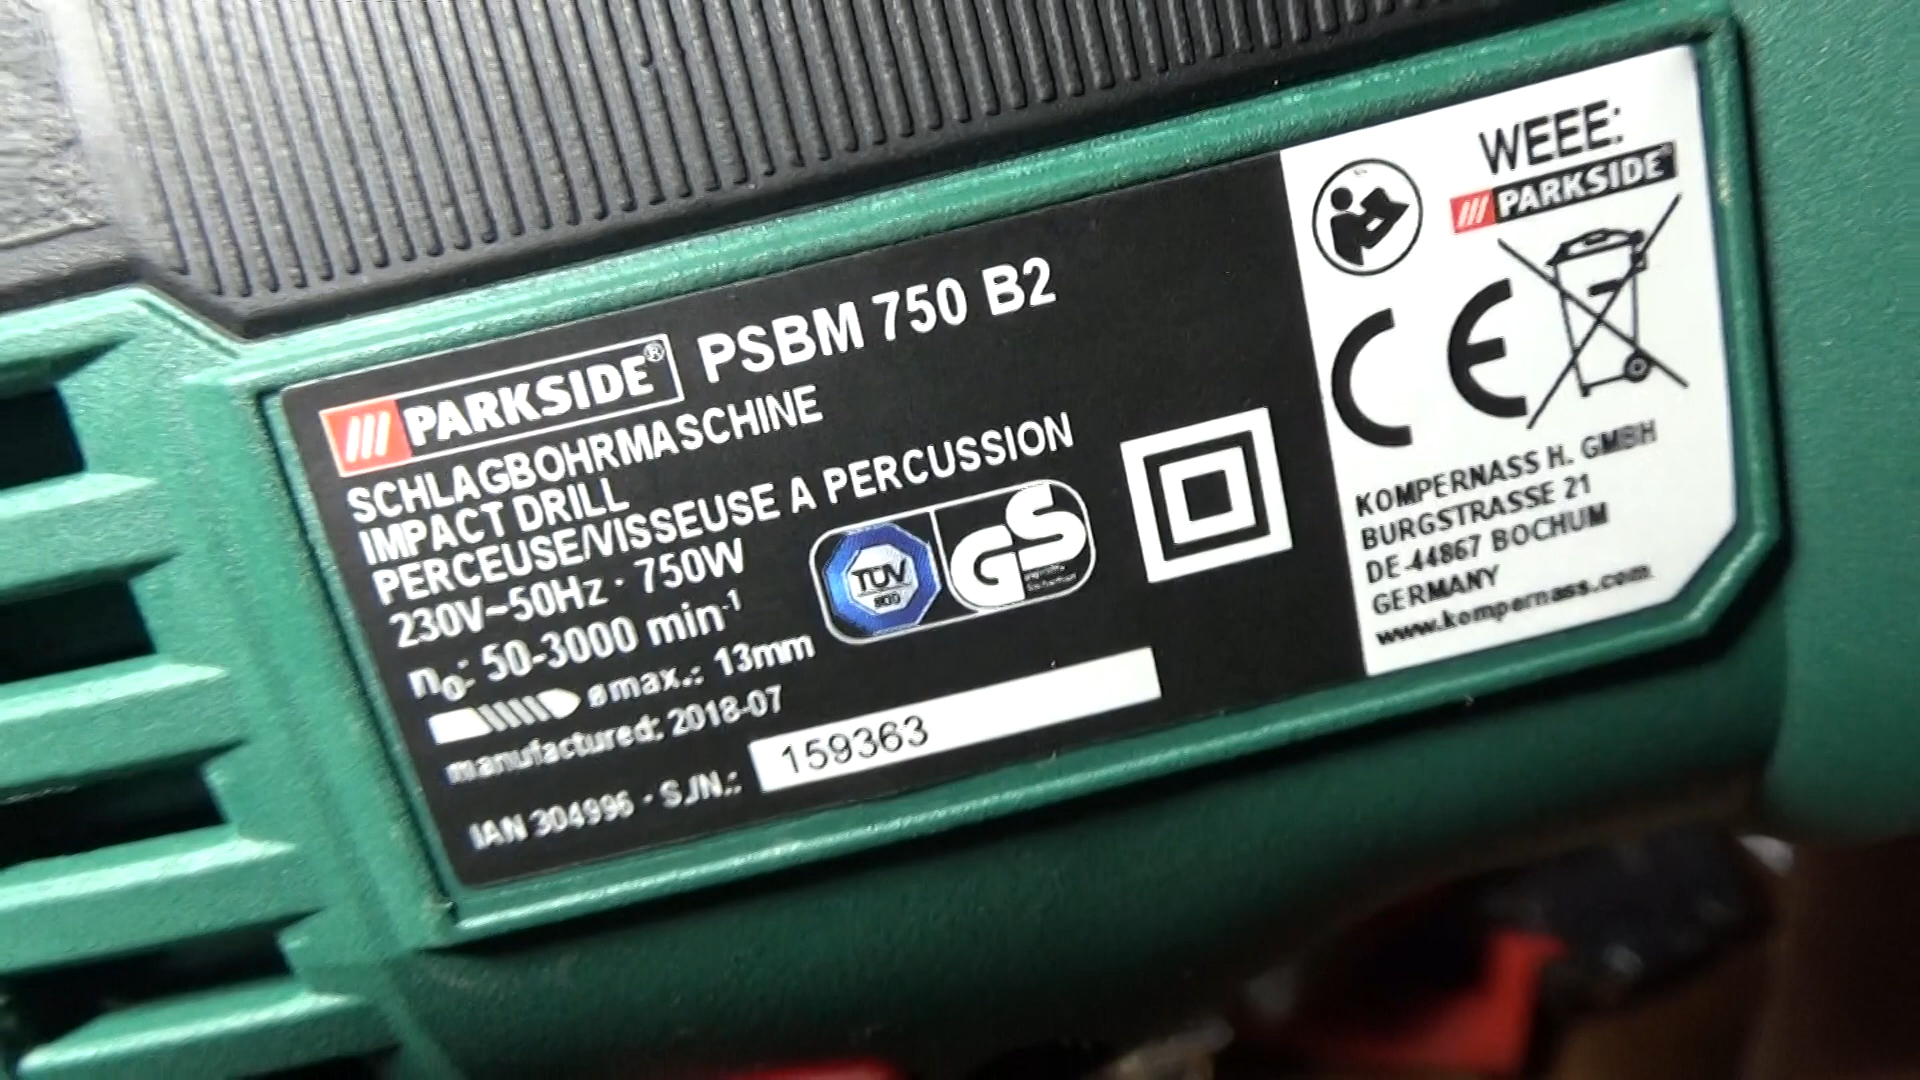 PARKSIDE® PSBM 750 B2
SCHLAGBOHRMASCHINE
IMPACT DRILL
PERCEUSE/VISSEUSE A PERCUSSION
230V~50Hz · 750W
n₀: 50-3000 min⁻¹
ø max.: 13mm
manufactured: 2018-07
IAN 304996 · S./N.: 159363
TÜV
GS
WEEE:
PARKSIDE®
CE
KOMPERNASS H. GMBH
BURGSTRASSE 21
DE-44867 BOCHUM
GERMANY
www.kompernass.com